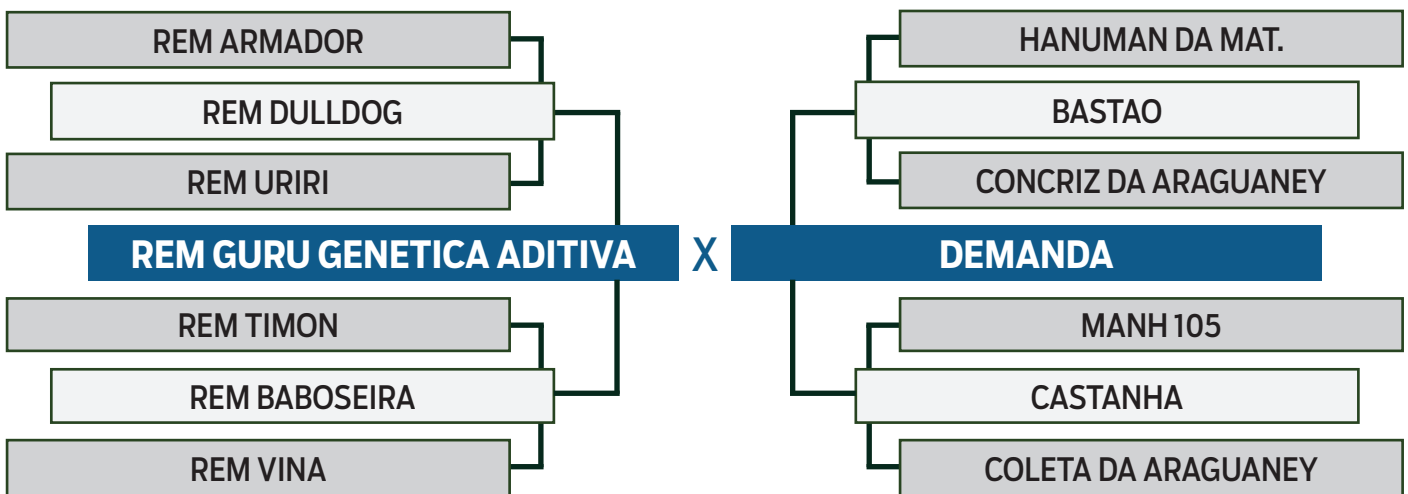 REM ARMADOR
HANUMAN DA MAT.
REM DULLDOG
BASTAO
REM URIRI
CONCRIZ DA ARAGUANEY
REM GURU GENETICA ADITIVA X DEMANDA
REM TIMON
MANH 105
REM BABOSEIRA
CASTANHA
REM VINA
COLETA DA ARAGUANEY